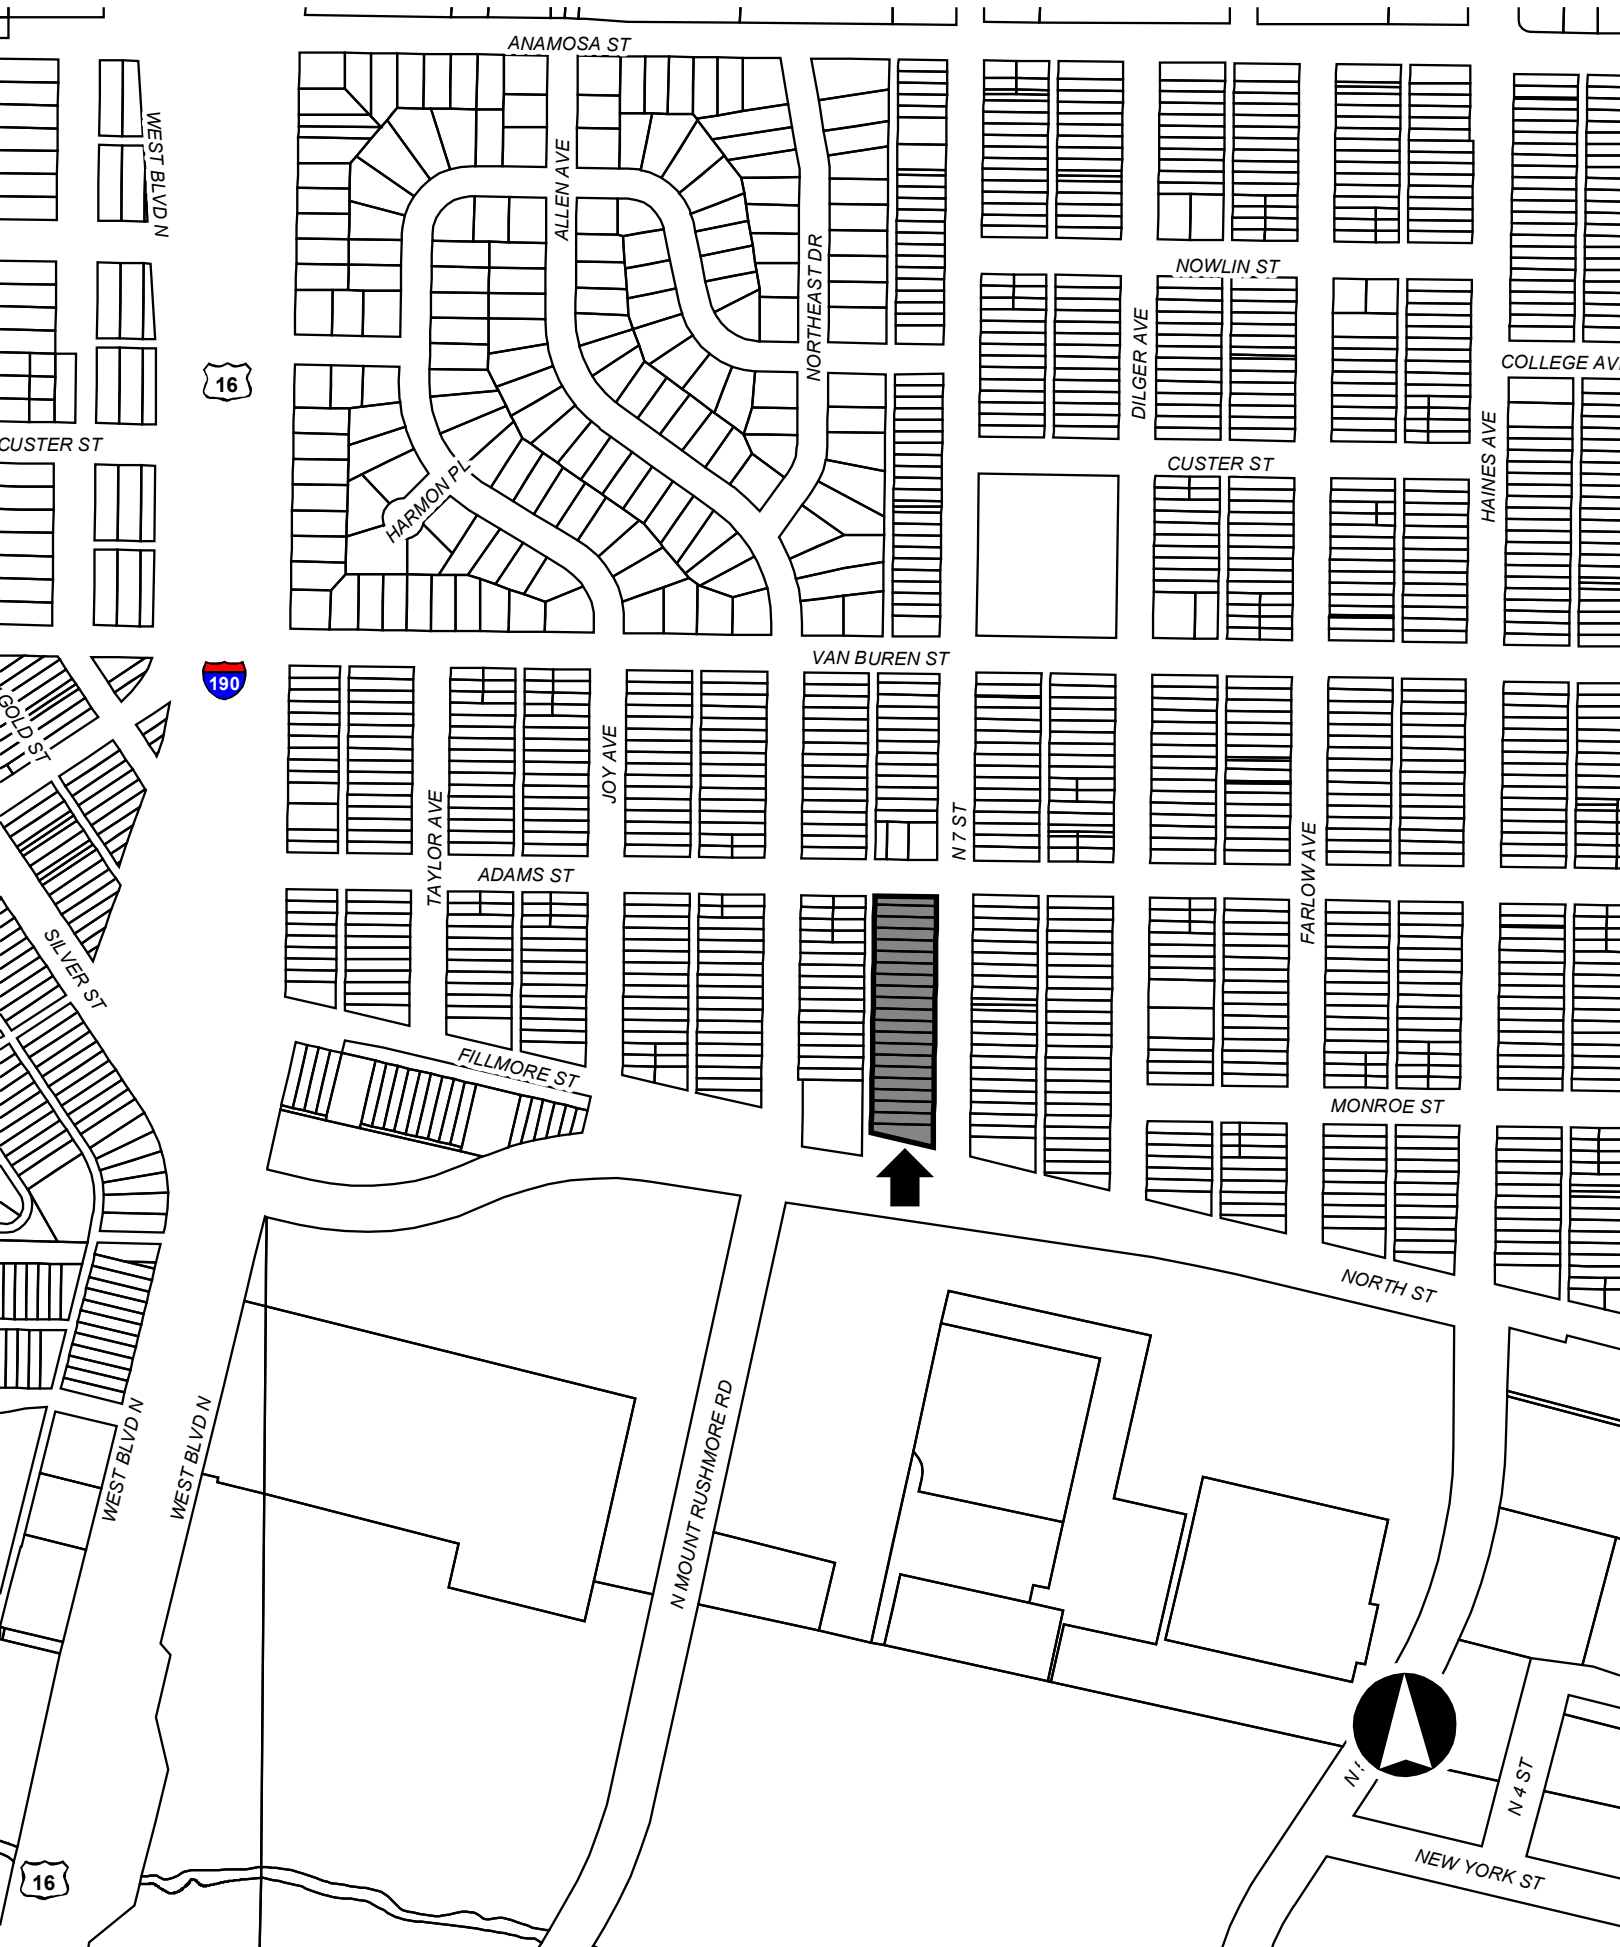 ANAMOSA ST
WEST BLVD N
ALLEN AVE
NORTHEAST DR
NOWLIN ST
DILGER AVE
COLLEGE AV
16
HAINES AVE
CUSTER ST
CUSTER ST
HARMON PL
VAN BUREN ST
190
GOLD ST
JOY AVE
TAYLOR AVE
N 7 ST
FARLOW AVE
ADAMS ST
SILVER ST
FILLMORE ST
MONROE ST
NORTH ST
WEST BLVD N
WEST BLVD N
N MOUNT RUSHMORE RD
N 4 ST
NEW YORK ST
16